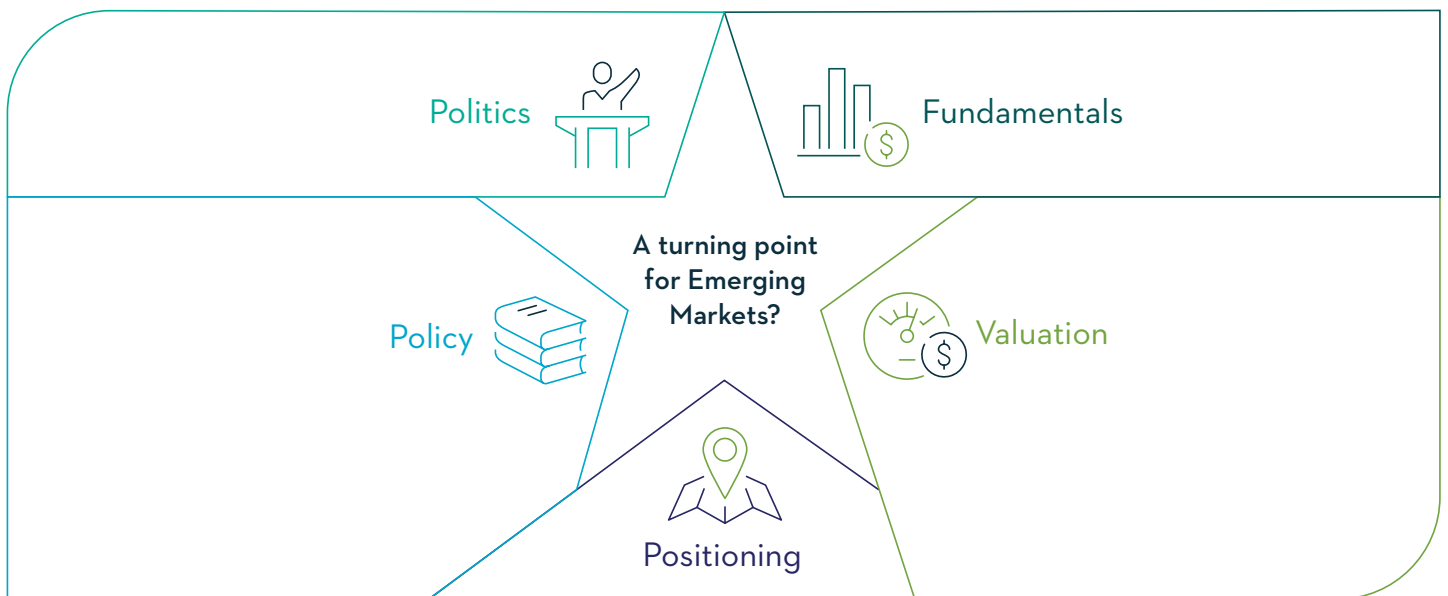 Politics
Fundamentals
A turning point
for Emerging
Markets?
Policy
Valuation
Positioning